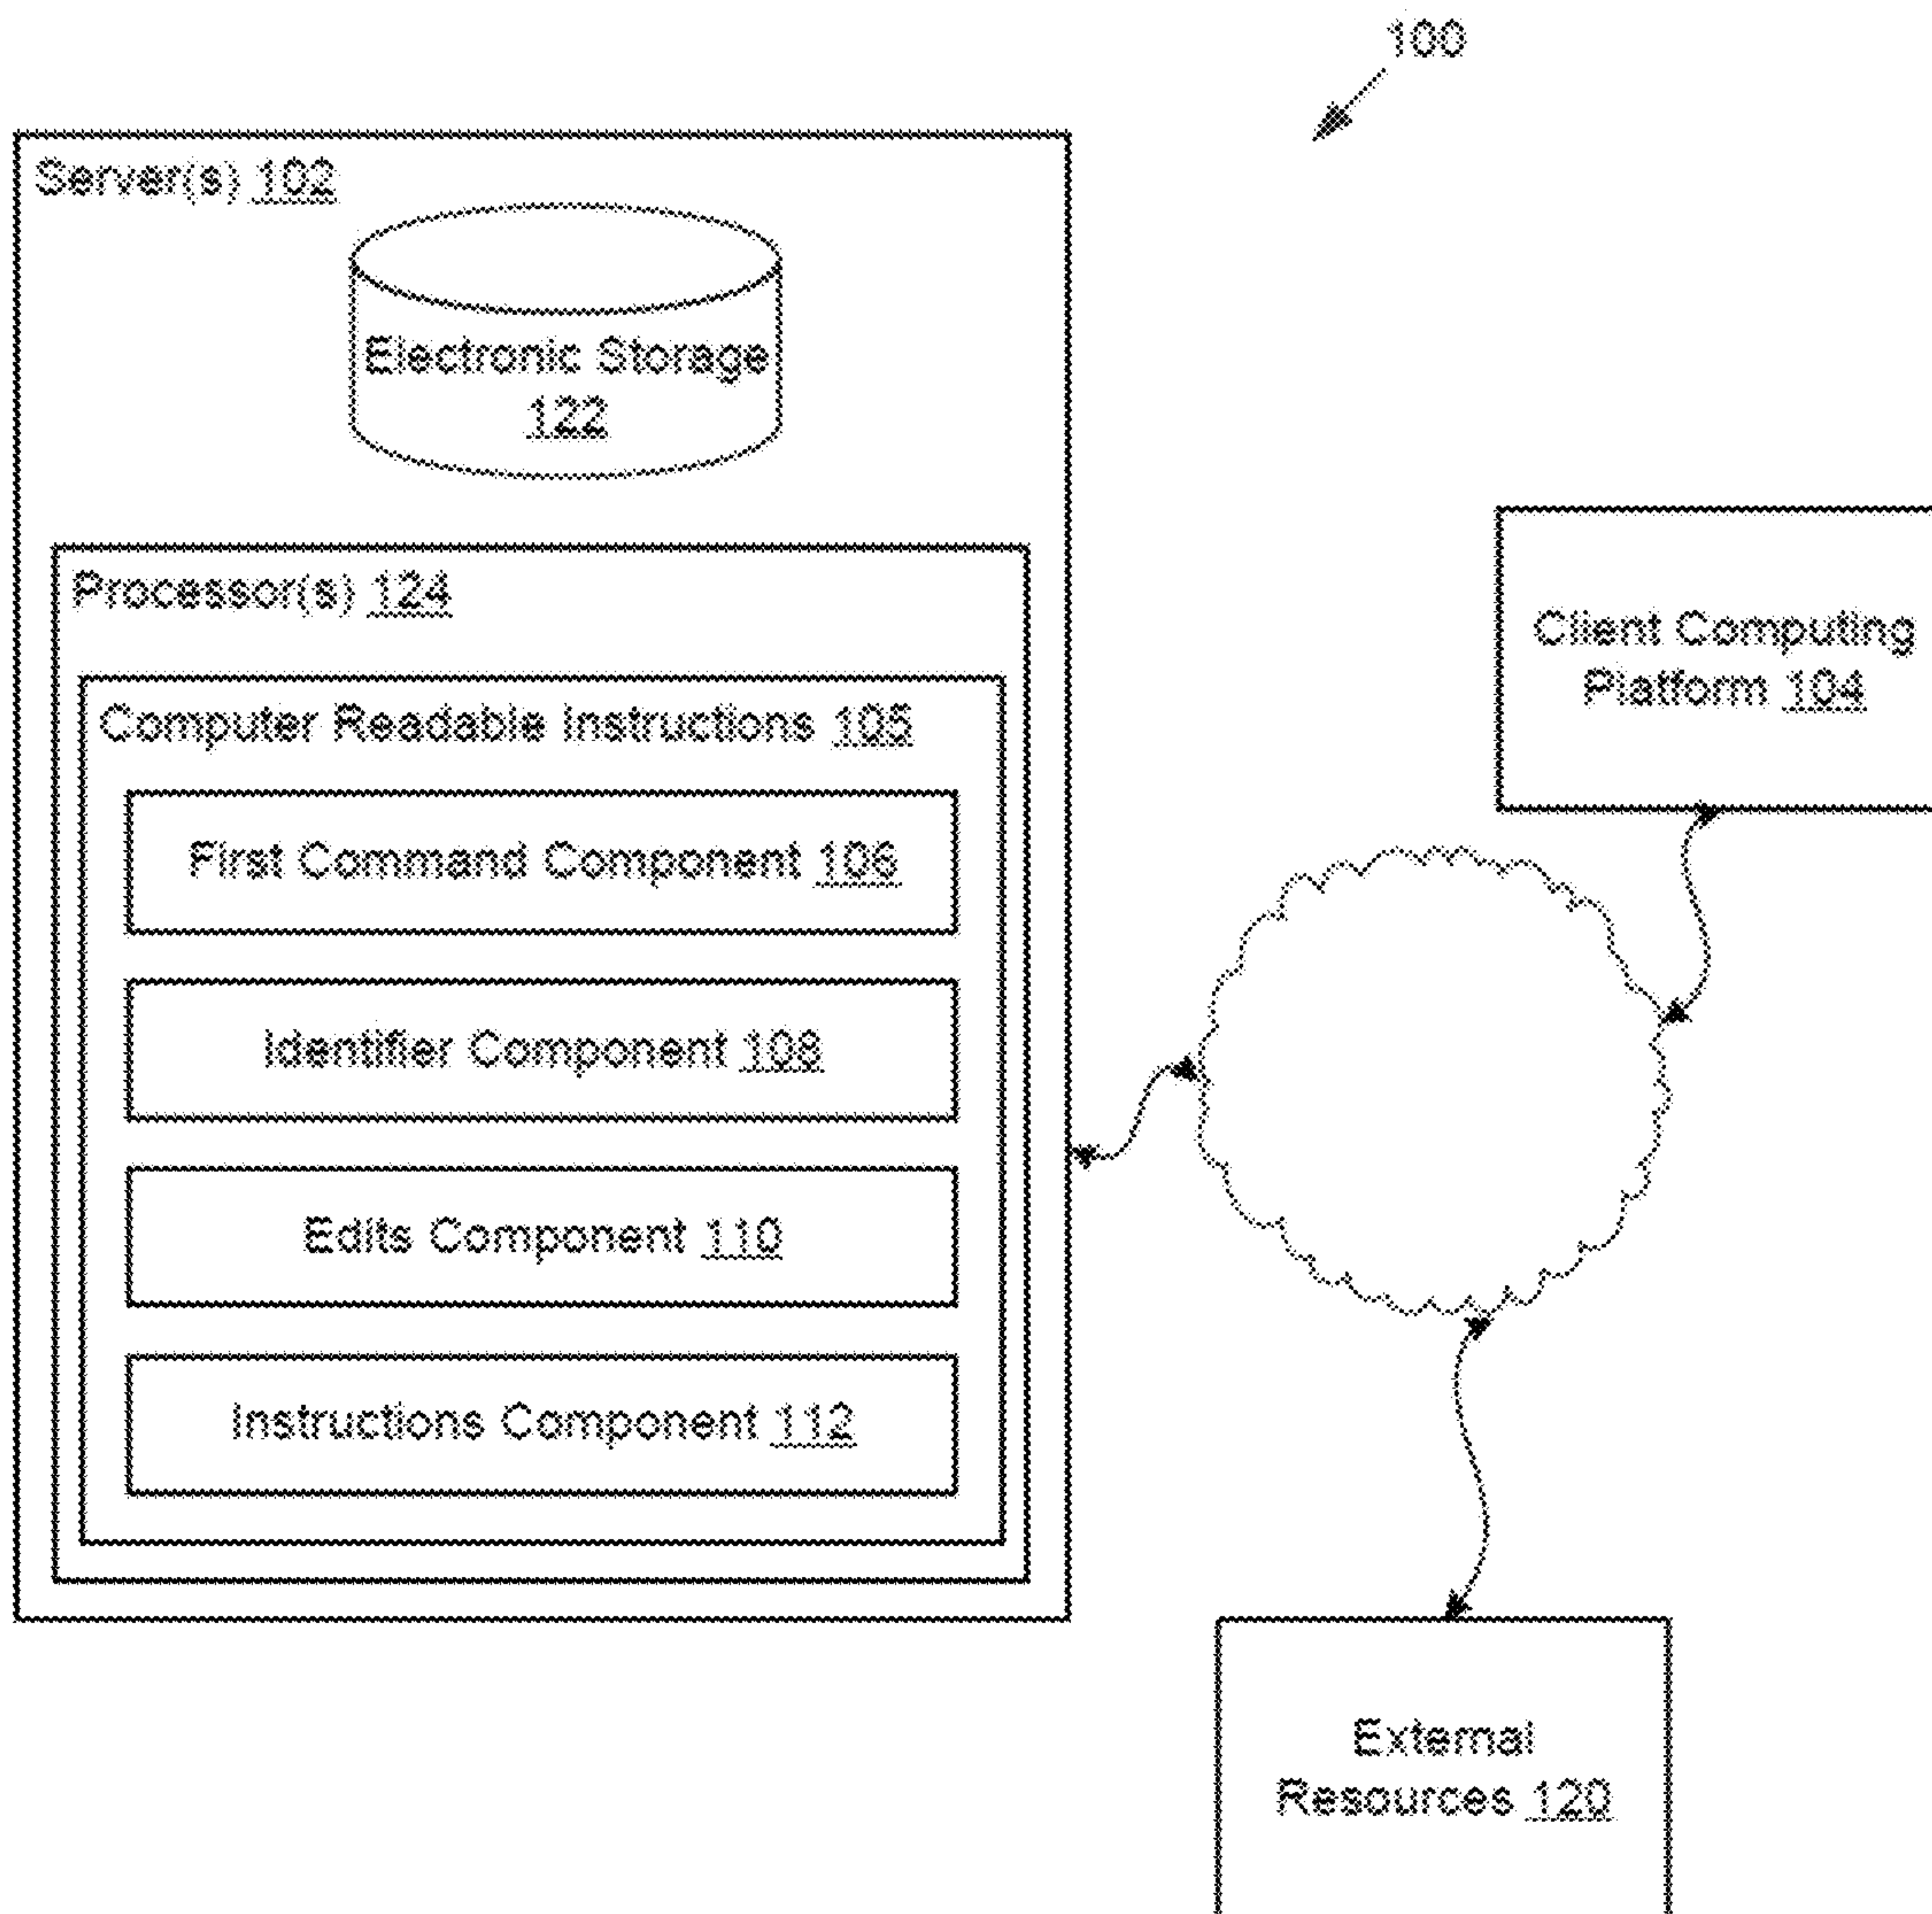 100
Server(s) 102
Electronic Storage
122
Processor(s) 124
Computer Readable Instructions 105
First Command Component 106
Identifier Component 108
Edits Component 110
Instructions Component 112
Client Computing
Platform 104
External
Resources 120